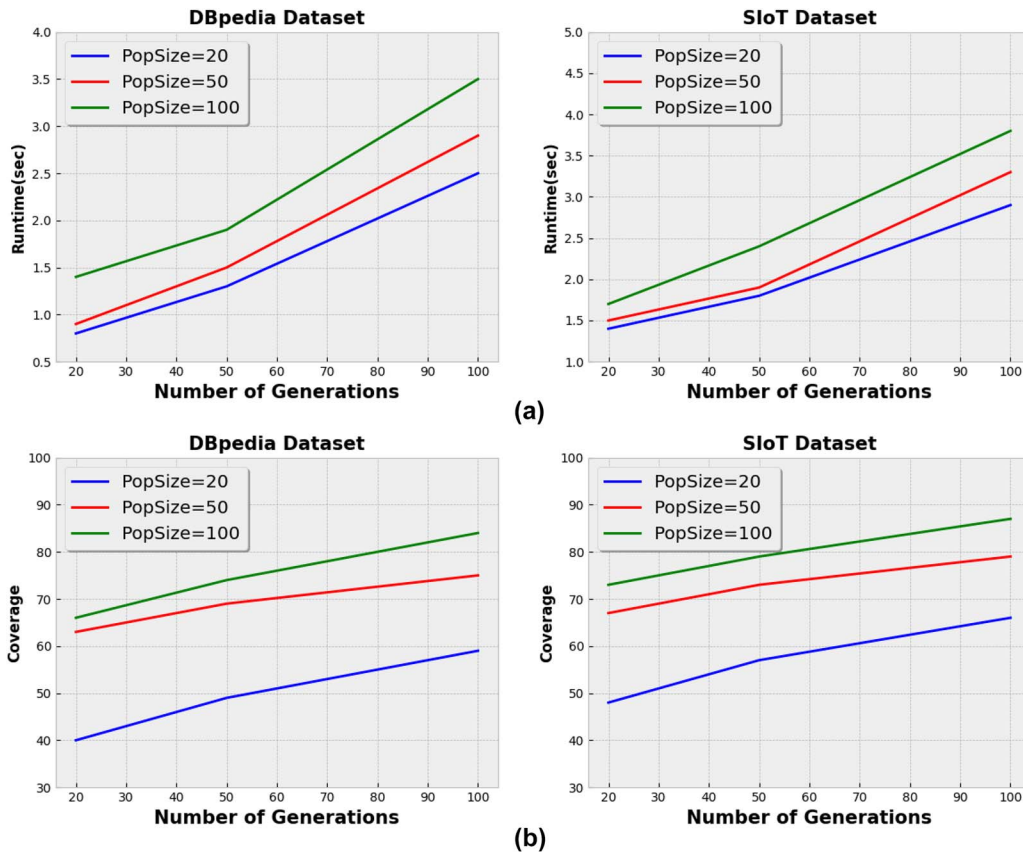 DBpedia Dataset
4.0
3.5
3.0
2.5
2.0
1.5
1.0
0.5
Runtime(sec)
PopSize=20
PopSize=50
PopSize=100
20 30 40 50 60 70 80 90 100
Number of Generations
SIoT Dataset
5.0
4.5
4.0
3.5
3.0
2.5
2.0
1.5
1.0
Runtime(sec)
PopSize=20
PopSize=50
PopSize=100
20 30 40 50 60 70 80 90 100
Number of Generations
(a)
DBpedia Dataset
100
90
80
70
60
50
40
30
Coverage
PopSize=20
PopSize=50
PopSize=100
20 30 40 50 60 70 80 90 100
Number of Generations
SIoT Dataset
100
90
80
70
60
50
40
30
Coverage
PopSize=20
PopSize=50
PopSize=100
20 30 40 50 60 70 80 90 100
Number of Generations
(b)